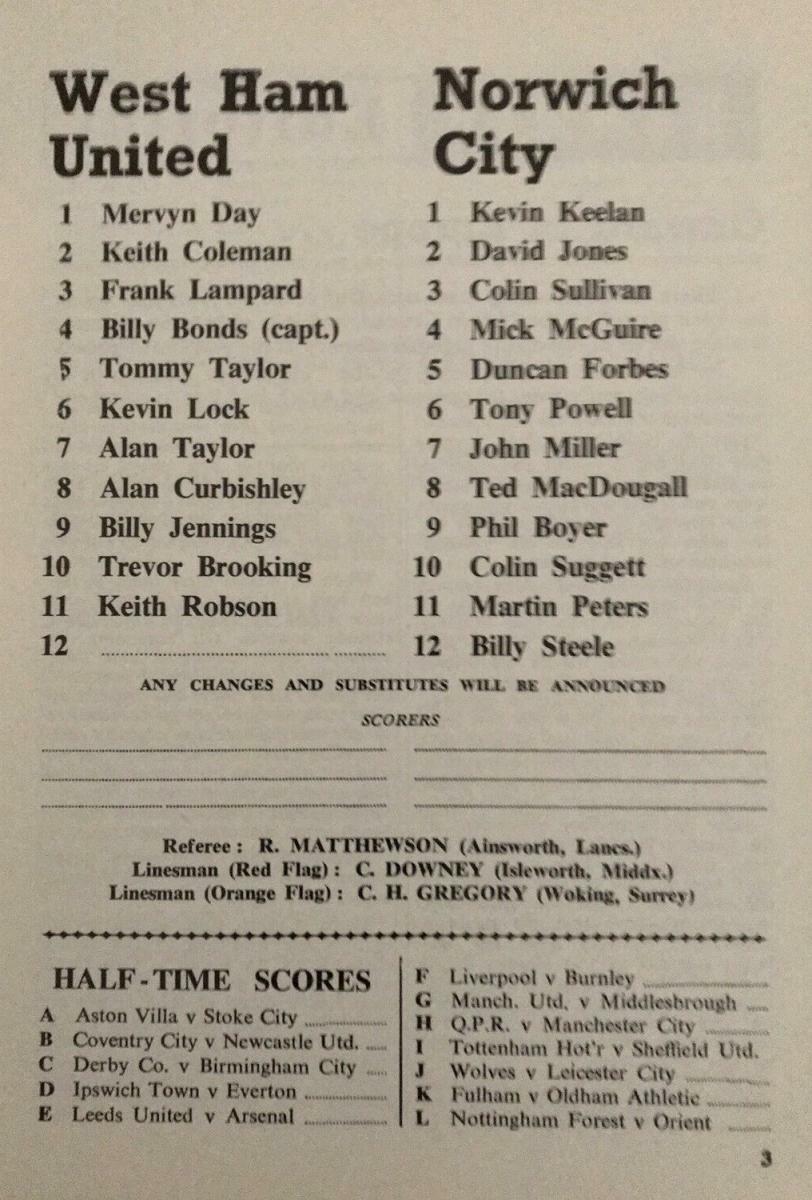 West Ham
United
1 Mervyn Day
2 Keith Coleman
3 Frank Lampard
4 Billy Bonds (capt.)
5 Tommy Taylor
6 Kevin Lock
7 Alan Taylor
8 Alan Curbishley
9 Billy Jennings
10 Trevor Brooking
11 Keith Robson
12
Norwich
City
1 Kevin Keelan
2 David Jones
3 Colin Sullivan
4 Mick McGuire
5 Duncan Forbes
6 Tony Powell
7 John Miller
8 Ted MacDougall
9 Phil Boyer
10 Colin Suggett
11 Martin Peters
12 Billy Steele
ANY CHANGES AND SUBSTITUTES WILL BE ANNOUNCED
SCORERS
Referee : R. MATTHEWSON (Ainsworth, Lancs.)
Linesman (Red Flag) : C. DOWNEY (Isleworth, Middx.)
Linesman (Orange Flag) : C. H. GREGORY (Woking, Surrey)
HALF-TIME SCORES
A Aston Villa v Stoke City
B Coventry City v Newcastle Utd.
C Derby Co. v Birmingham City
D Ipswich Town v Everton
E Leeds United v Arsenal
F Liverpool v Burnley
G Manch. Utd. v Middlesbrough
H Q.P.R. v Manchester City
I Tottenham Hot'r v Sheffield Utd.
J Wolves v Leicester City
K Fulham v Oldham Athletic
L Nottingham Forest v Orient
3